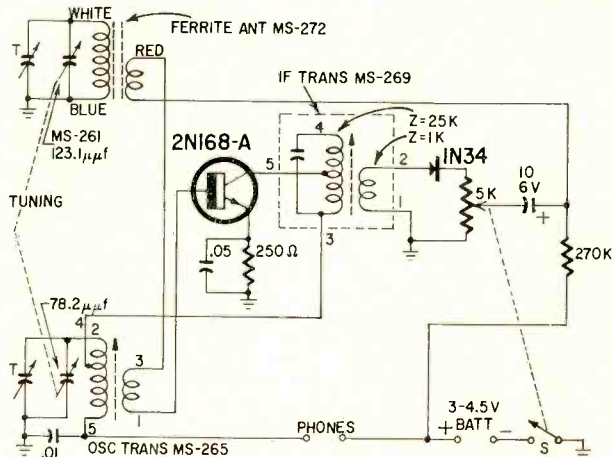 WHITE
FERRITE ANT MS-272
T
RED
BLUE
MS-261
123.1μμf
IF TRANS MS-269
Z=25K
Z=1K
2N168-A
4
5
2
1N34
10
6V
+
5K
TUNING
3
1
.05
250Ω
270K
78.2μμf
4
2
T
3
1
5
.01
OSC TRANS MS-265
PHONES
3-4.5V
+ BATT -
S